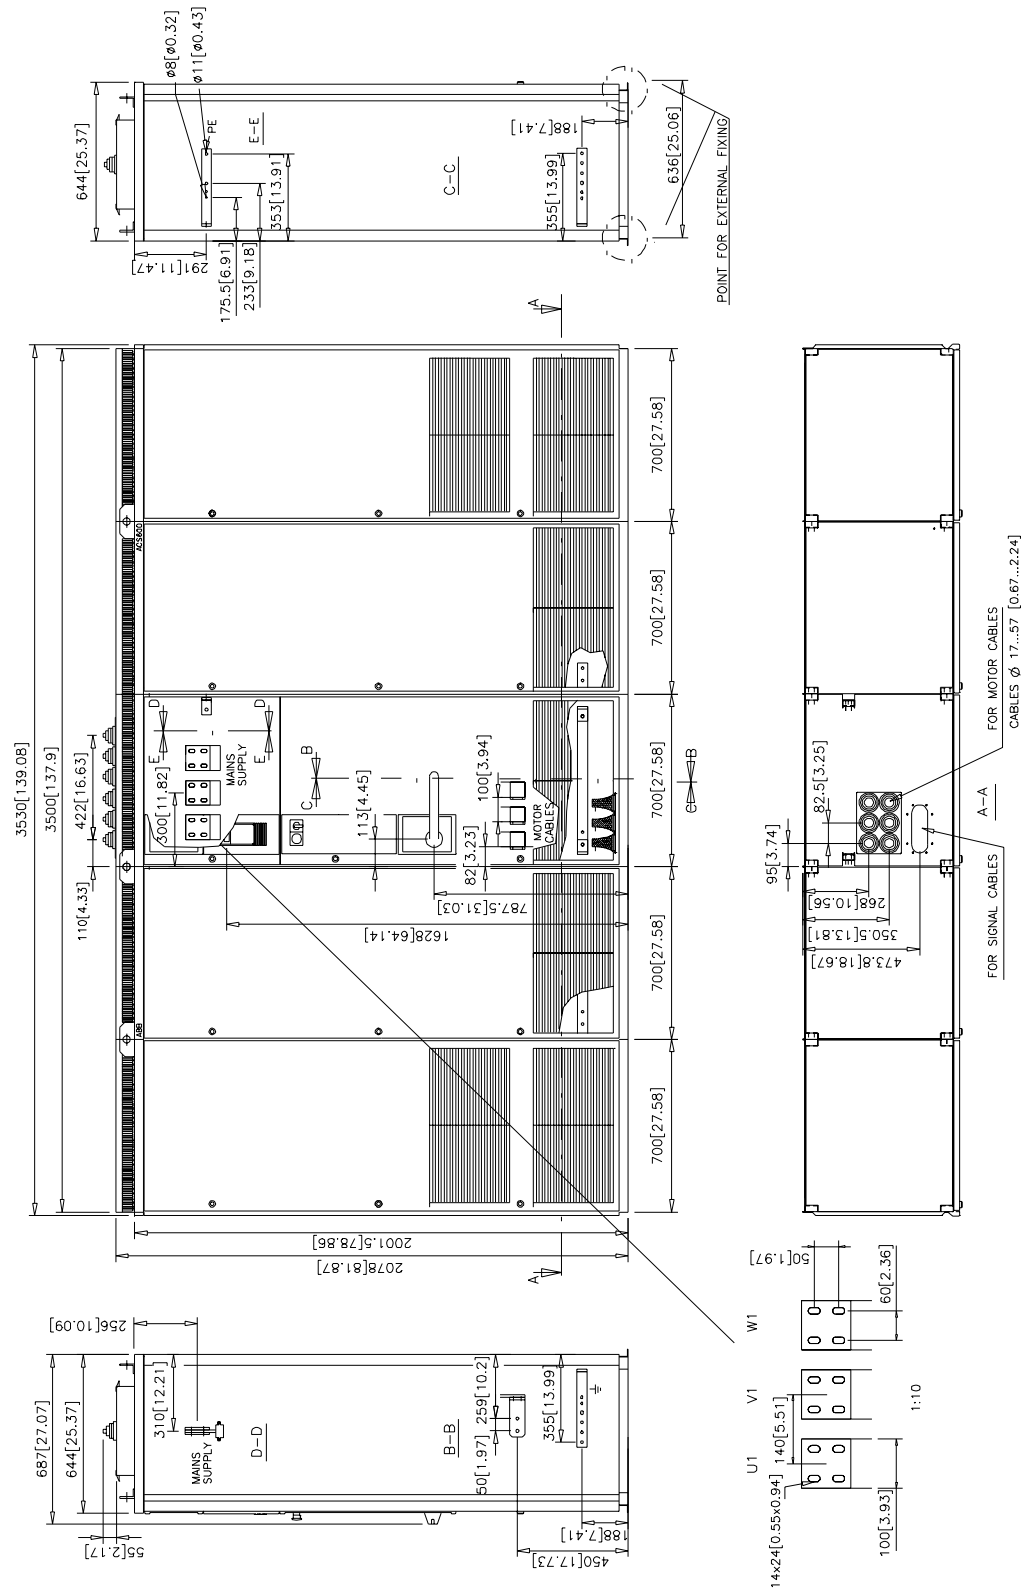 ø8[ø0.32]
ø11[ø0.43]
PE
E-E
644[25.37]
291[11.47]
175.5[6.91]
233[9.18]
353[13.91]
C-C
188[7.41]
355[13.99]
636[25.06]
POINT FOR EXTERNAL FIXING
A
3530[139.08]
3500[137.9]
422[16.63]
110[4.33]
ACS600
ABB
D
D
E
E
300[11.82]
MAINS
SUPPLY
B
C
113[4.45]
100[3.94]
82[3.23]
MOTOR
CABLES
787.5[31.03]
1628[64.14]
2001.5[78.86]
2078[81.87]
700[27.58]
700[27.58]
700[27.58]
700[27.58]
700[27.58]
B
C
A
82.5[3.25]
95[3.74]
268[10.56]
350.5[13.81]
473.8[18.67]
A-A
FOR MOTOR CABLES
CABLES Ø 17...57 [0.67...2.24]
FOR SIGNAL CABLES
687[27.07]
644[25.37]
55[2.17]
256[10.09]
310[12.21]
MAINS
SUPPLY
D-D
B-B
50[1.97]
259[10.2]
355[13.99]
188[7.41]
450[17.73]
50[1.97]
60[2.36]
U1
V1
W1
140[5.51]
14x24[0.55x0.94]
100[3.93]
1:10